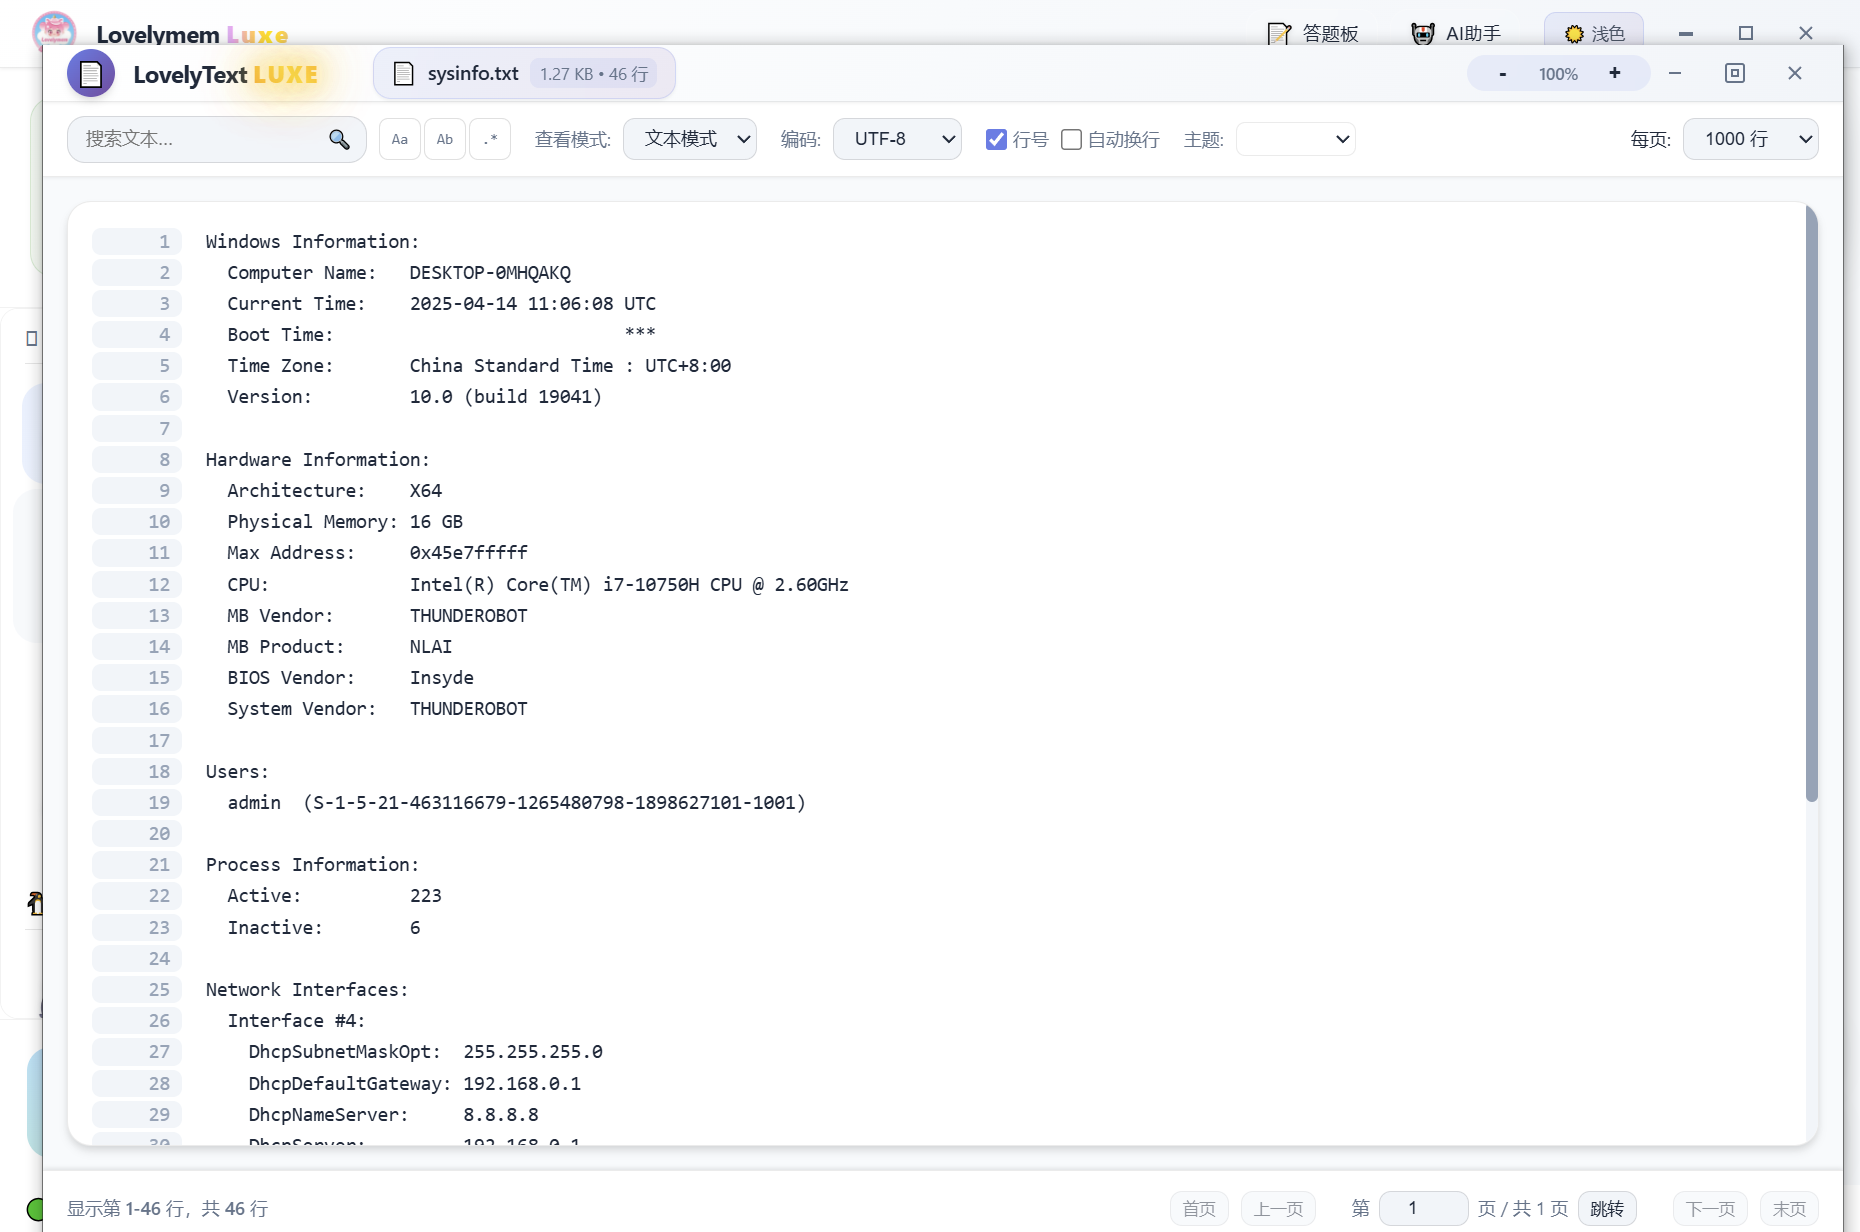 Lovelymem Luxe
答题板
AI助手
浅色
LovelyText LUXE
sysinfo.txt 1.27 KB • 46 行
- 100% +
搜索文本...
Aa Ab .*
查看模式: 文本模式
编码: UTF-8
行号 自动换行 主题:
每页: 1000 行
1 Windows Information:
2 Computer Name: DESKTOP-0MHQAKQ
3 Current Time: 2025-04-14 11:06:08 UTC
4 Boot Time: ***
5 Time Zone: China Standard Time : UTC+8:00
6 Version: 10.0 (build 19041)
7
8 Hardware Information:
9 Architecture: X64
10 Physical Memory: 16 GB
11 Max Address: 0x45e7fffff
12 CPU: Intel(R) Core(TM) i7-10750H CPU @ 2.60GHz
13 MB Vendor: THUNDEROBOT
14 MB Product: NLAI
15 BIOS Vendor: Insyde
16 System Vendor: THUNDEROBOT
17
18 Users:
19 admin (S-1-5-21-463116679-1265480798-1898627101-1001)
20
21 Process Information:
22 Active: 223
23 Inactive: 6
24
25 Network Interfaces:
26 Interface #4:
27 DhcpSubnetMaskOpt: 255.255.255.0
28 DhcpDefaultGateway: 192.168.0.1
29 DhcpNameServer: 8.8.8.8
30 DhcpServer: 192.168.0.1
显示第 1-46 行，共 46 行
首页 上一页 第 1 页 / 共 1 页 跳转 下一页 末页